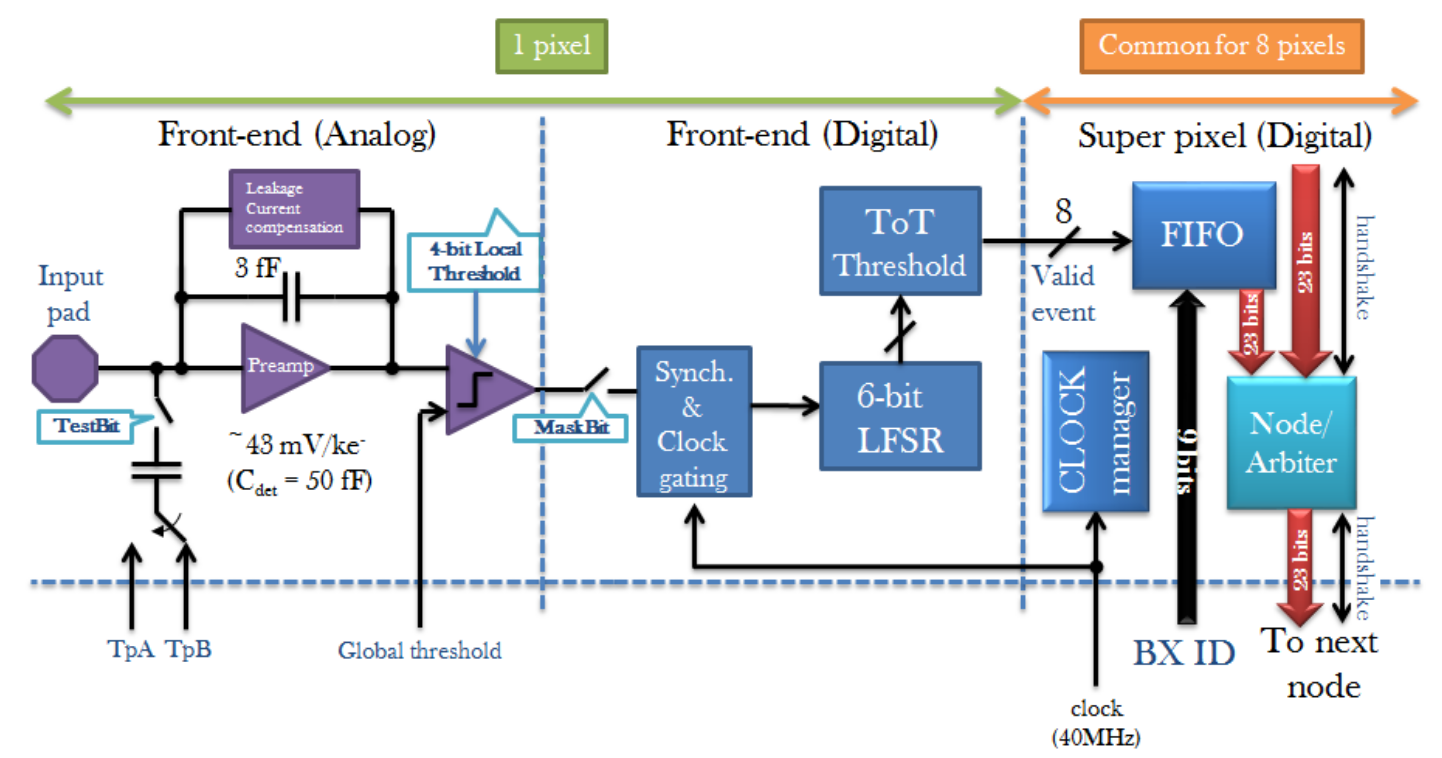 1 pixel
Common for 8 pixels
Front-end (Analog)
Front-end (Digital)
Super pixel (Digital)
Leakage
Current
compensation
3 fF
4-bit Local
Threshold
Input
pad
Preamp
TestBit
~43 mV/ke-
(Cdet = 50 fF)
MaskBit
TpA
TpB
Global threshold
Synch.
&
Clock
gating
6-bit
LFSR
ToT
Threshold
8
Valid
event
FIFO
23 bits
23 bits
handshake
CLOCK
manager
9 bits
Node/
Arbiter
23 bits
handshake
BX ID
To next
node
clock
(40MHz)